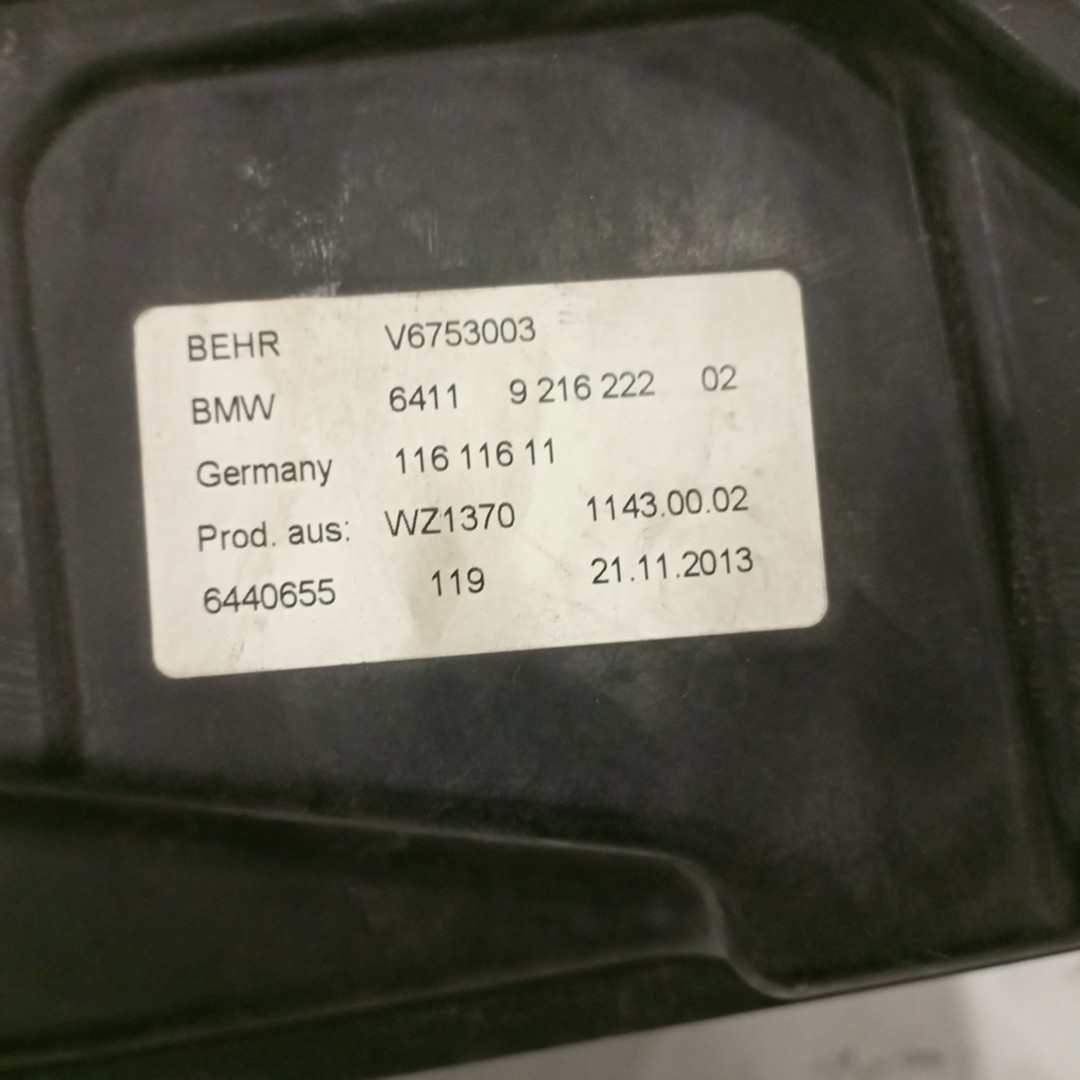 BEHR V6753003
BMW 6411 9 216 222 02
Germany 116 116 11
Prod. aus: WZ1370 1143.00.02
6440655 119 21.11.2013